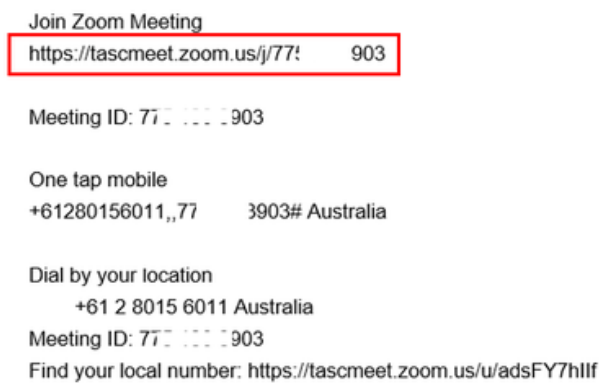 Join Zoom Meeting
https://tascmeet.zoom.us/j/775 903
Meeting ID: 77 903
One tap mobile
+61280156011,,77 3903# Australia
Dial by your location
+61 2 8015 6011 Australia
Meeting ID: 77 903
Find your local number: https://tascmeet.zoom.us/u/adsFY7hIIf